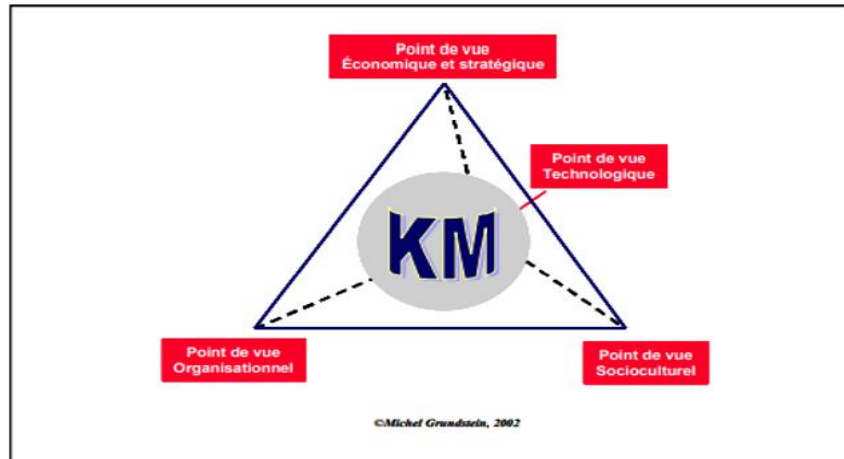 Point de vue
Économique et stratégique
Point de vue
Technologique
KM
Point de vue
Organisationnel
Point de vue
Socioculturel
©Michel Grundstein, 2002